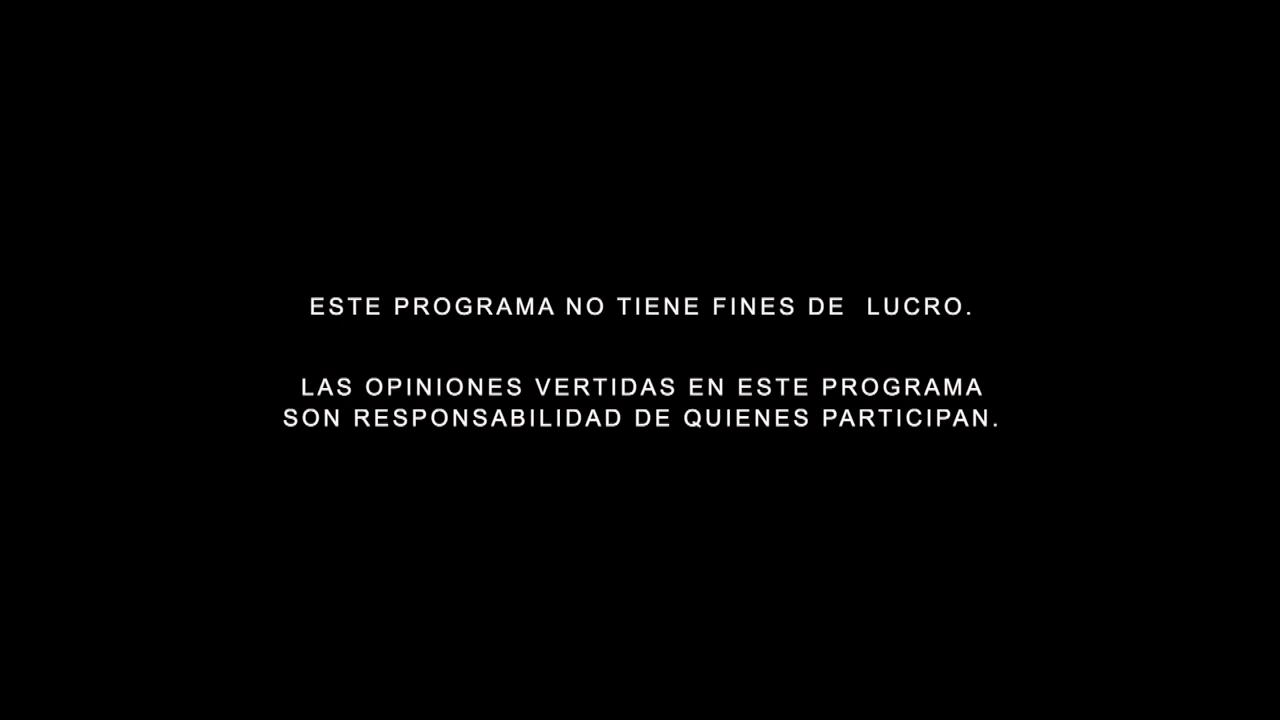 ESTE PROGRAMA NO TIENE FINES DE  LUCRO.
LAS OPINIONES VERTIDAS EN ESTE PROGRAMA
SON RESPONSABILIDAD DE QUIENES PARTICIPAN.